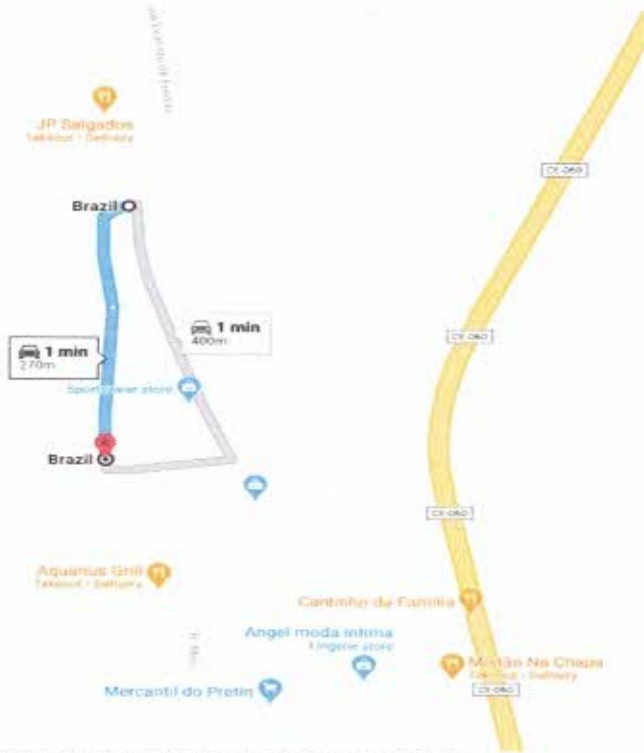 JP Salgados
Takeout • Delivery
CE-060
Brazil
1 min
400m
CE-060
1 min
270m
Sportswear store
Brazil
CE-060
Aquarius Grill
Takeout • Delivery
Cantinho da Família
Angel moda intima
Lingerie store
Mistão Na Chapa
Takeout • Delivery
Mercantil do Pretin
CE-060